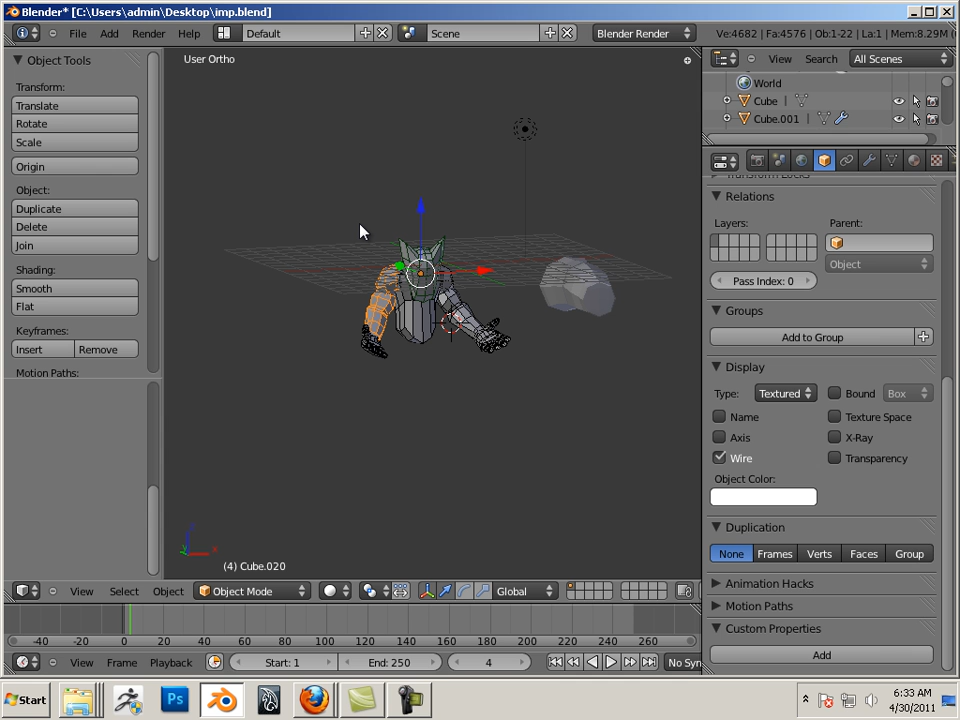 Blender* [C:\Users\admin\Desktop\imp.blend]
File Add Render Help Default Scene Blender Render Ve:4682 | Fa:4576 | Ob:1-22 | La:1 | Mem:8.29M
Object Tools
Transform:
Translate
Rotate
Scale
Origin
Object:
Duplicate
Delete
Join
Shading:
Smooth
Flat
Keyframes:
Insert Remove
Motion Paths:
User Ortho
(4) Cube.020
View Select Object Object Mode Global
View Search All Scenes
World
Cube
Cube.001
Relations
Layers: Parent:
Object
Pass Index: 0
Groups
Add to Group
Display
Type: Textured Bound Box
Name Texture Space
Axis X-Ray
Wire Transparency
Object Color:
Duplication
None Frames Verts Faces Group
Animation Hacks
Motion Paths
Custom Properties
Add
-40 -20 0 20 40 60 80 100 120 140 160 180 200 220 240 260
View Frame Playback Start: 1 End: 250 4 No Syn
Start Ps 6:33 AM
4/30/2011